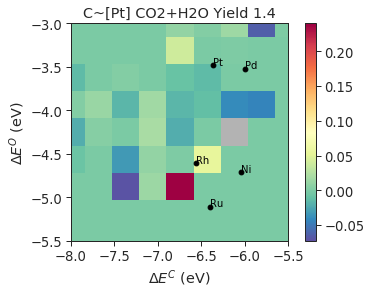 C~[Pt] CO2+H2O Yield 1.4
ΔE^O (eV)
−3.0
−3.5
−4.0
−4.5
−5.0
−5.5
Pt
Pd
Rh
Ni
Ru
0.20
0.15
0.10
0.05
0.00
−0.05
−8.0 −7.5 −7.0 −6.5 −6.0 −5.5
ΔE^C (eV)